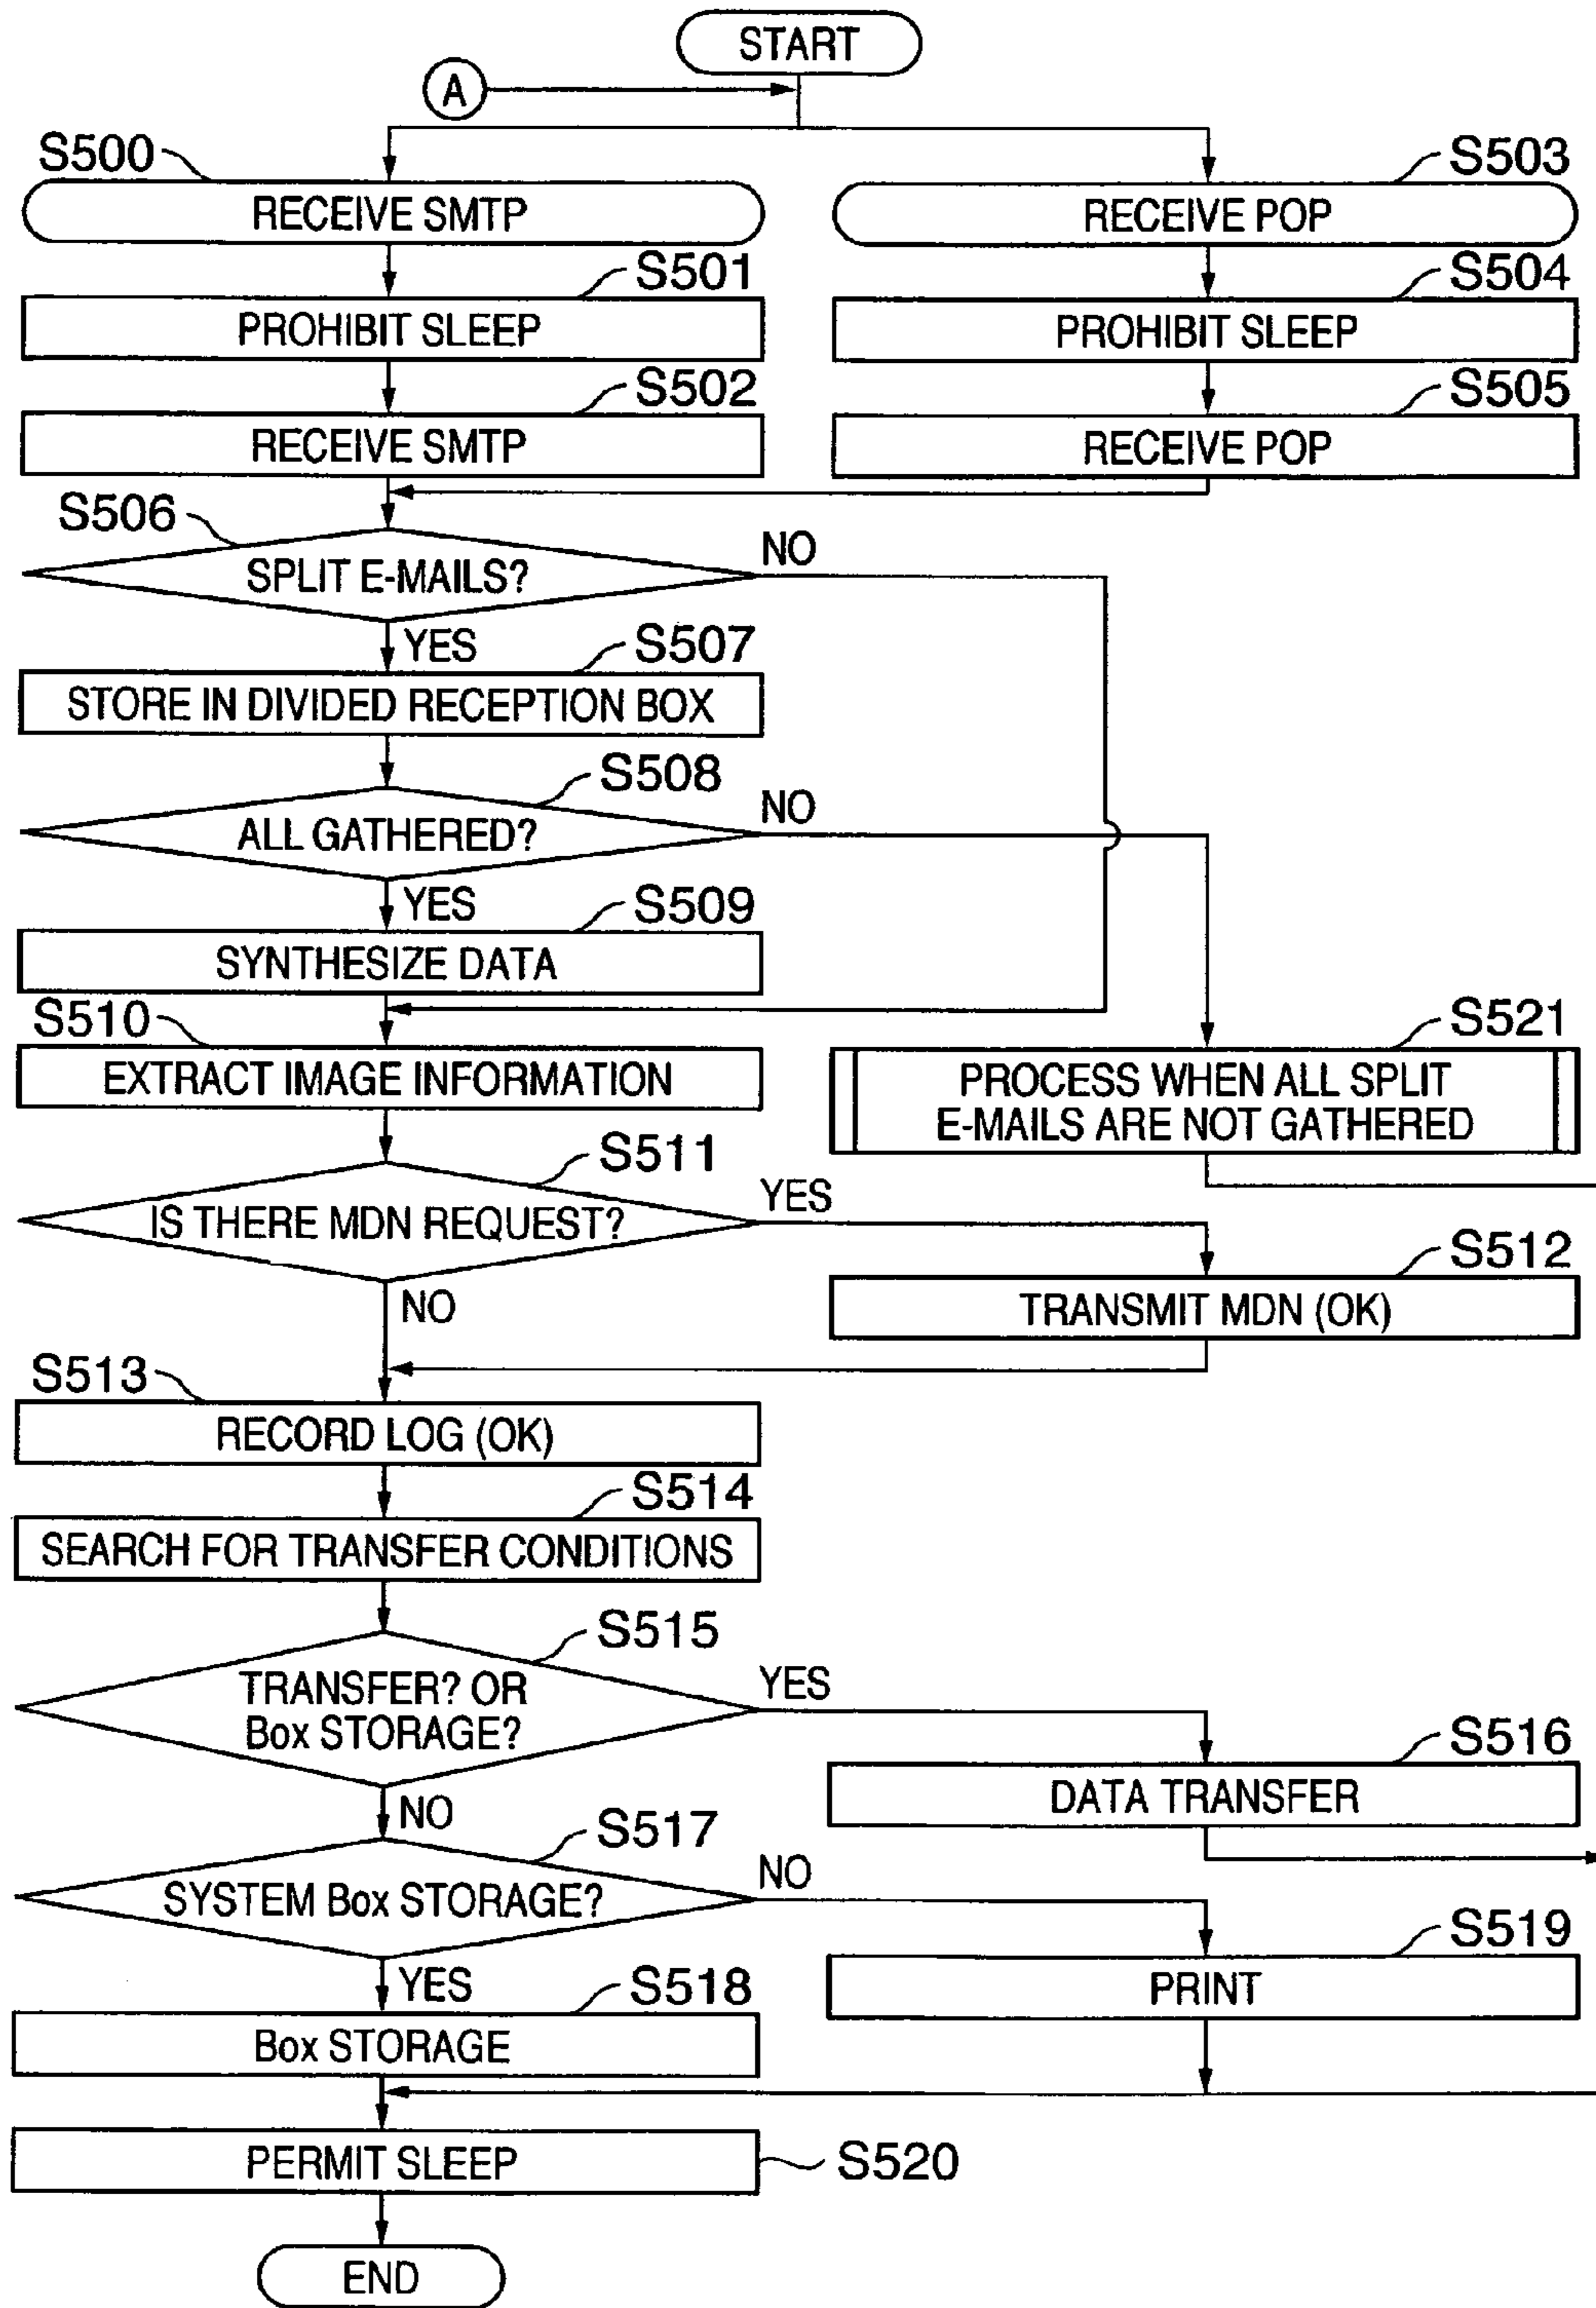 START
A
S500
RECEIVE SMTP
S503
RECEIVE POP
S501
PROHIBIT SLEEP
S504
PROHIBIT SLEEP
S502
RECEIVE SMTP
S505
RECEIVE POP
S506
SPLIT E-MAILS?
NO
YES
S507
STORE IN DIVIDED RECEPTION BOX
S508
ALL GATHERED?
NO
YES
S509
SYNTHESIZE DATA
S510
EXTRACT IMAGE INFORMATION
S521
PROCESS WHEN ALL SPLIT
E-MAILS ARE NOT GATHERED
S511
IS THERE MDN REQUEST?
YES
NO
S512
TRANSMIT MDN (OK)
S513
RECORD LOG (OK)
S514
SEARCH FOR TRANSFER CONDITIONS
S515
TRANSFER? OR
Box STORAGE?
YES
NO
S516
DATA TRANSFER
S517
SYSTEM Box STORAGE?
NO
YES
S519
PRINT
S518
Box STORAGE
PERMIT SLEEP
S520
END